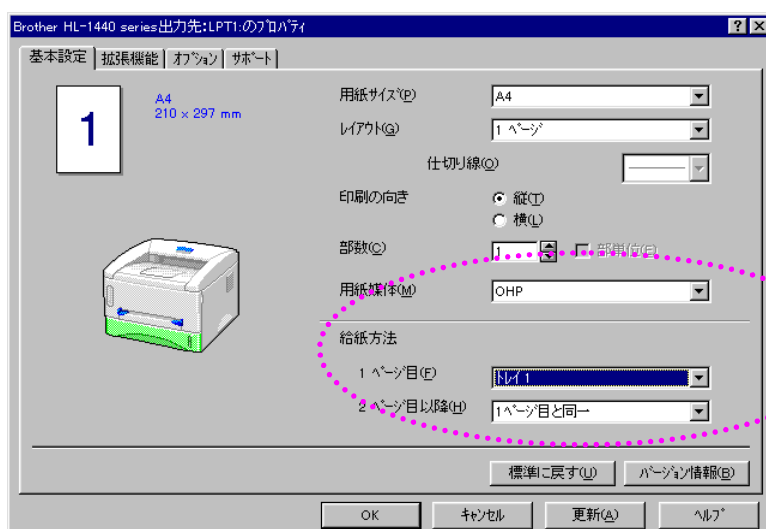 Brother HL-1440 series出力先:LPT1:のプロパティ
基本設定 拡張機能 オプション サポート
1
A4
210 x 297 mm
用紙サイズ(P) A4
レイアウト(G) 1 ページ
仕切り線(O)
印刷の向き 縦(T)
横(L)
部数(C) 1 部単位(E)
用紙媒体(M) OHP
給紙方法
1 ページ目(F) トレイ1
2 ページ目以降(H) 1ページ目と同一
標準に戻す(U) バージョン情報(B)
OK キャンセル 更新(A) ヘルプ